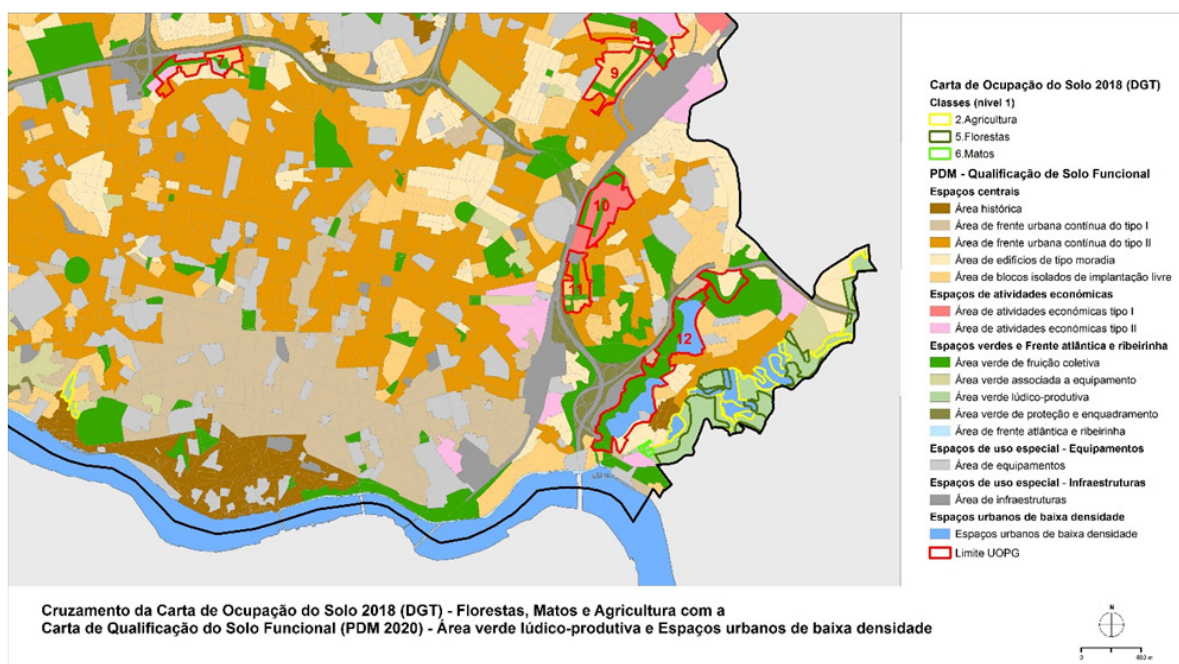 8
7
9
10
11
12
Carta de Ocupação do Solo 2018 (DGT)
Classes (nível 1)
2.Agricultura
5.Florestas
6.Matos
PDM - Qualificação de Solo Funcional
Espaços centrais
Área histórica
Área de frente urbana contínua do tipo I
Área de frente urbana contínua do tipo II
Área de edifícios de tipo moradia
Área de blocos isolados de implantação livre
Espaços de atividades económicas
Área de atividades económicas tipo I
Área de atividades económicas tipo II
Espaços verdes e Frente atlântica e ribeirinha
Área verde de fruição coletiva
Área verde associada a equipamento
Área verde lúdico-produtiva
Área verde de proteção e enquadramento
Área de frente atlântica e ribeirinha
Espaços de uso especial - Equipamentos
Área de equipamentos
Espaços de uso especial - Infraestruturas
Área de infraestruturas
Espaços urbanos de baixa densidade
Espaços urbanos de baixa densidade
Limite UOPG
Cruzamento da Carta de Ocupação do Solo 2018 (DGT) - Florestas, Matos e Agricultura com a
Carta de Qualificação do Solo Funcional (PDM 2020) - Área verde lúdico-produtiva e Espaços urbanos de baixa densidade
N
0